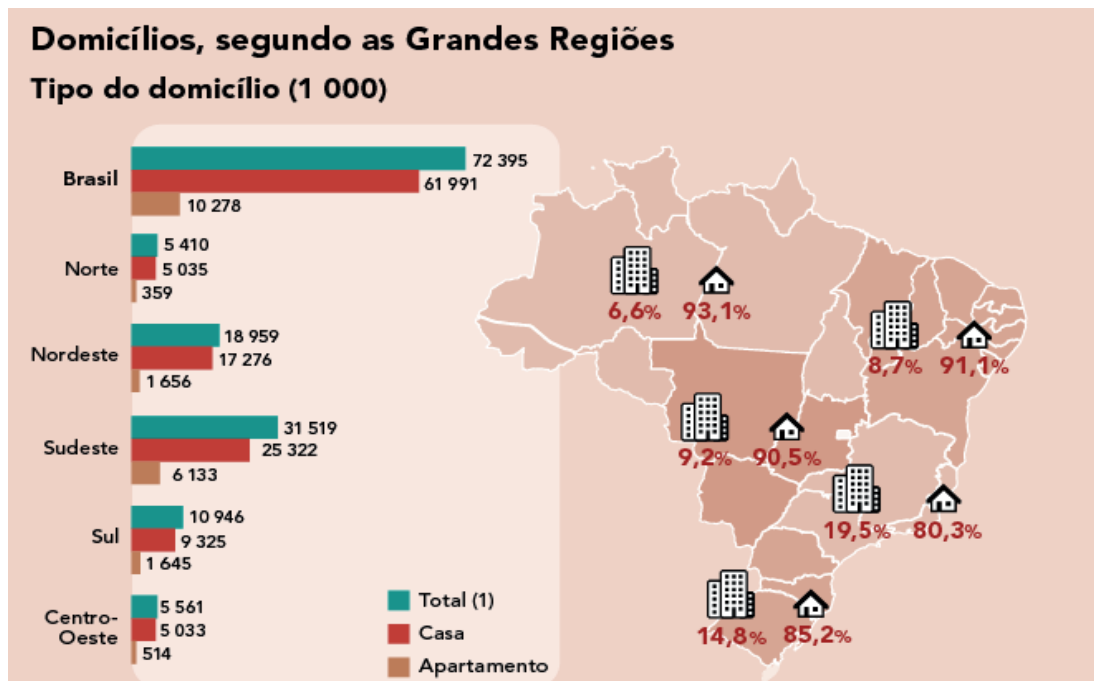 Domicílios, segundo as Grandes Regiões
Tipo do domicílio (1 000)
Brasil
72 395
61 991
10 278
Norte
5 410
5 035
359
Nordeste
18 959
17 276
1 656
Sudeste
31 519
25 322
6 133
Sul
10 946
9 325
1 645
Centro-
Oeste
5 561
5 033
514
Total (1)
Casa
Apartamento
6,6% 93,1%
8,7% 91,1%
9,2% 90,5%
19,5% 80,3%
14,8% 85,2%